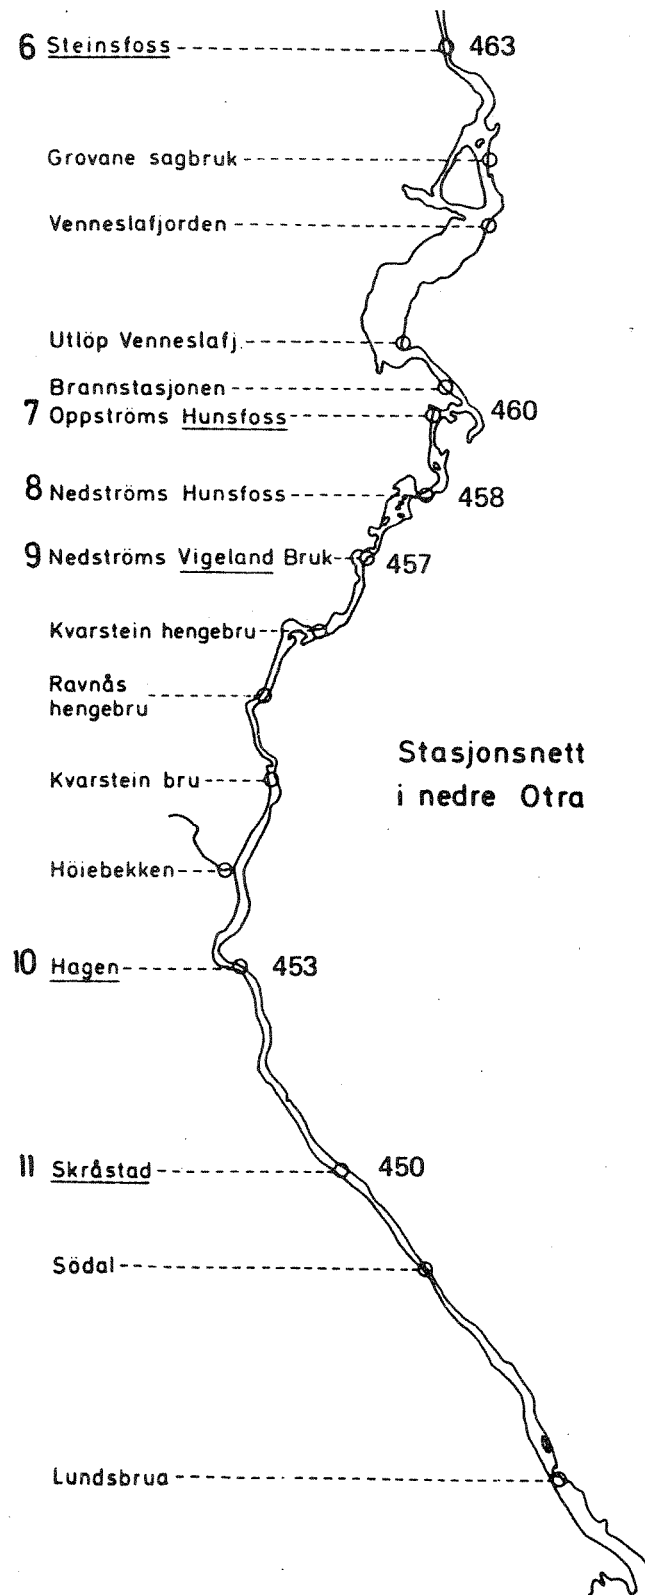 6 Steinsfoss 463
Grovane sagbruk
Venneslafjorden
Utlöp Venneslafj.
Brannstasjonen
7 Oppströms Hunsfoss 460
8 Nedströms Hunsfoss 458
9 Nedströms Vigeland Bruk 457
Kvarstein hengebru
Ravnås
hengebru
Stasjonsnett
i nedre Otra
Kvarstein bru
Höiebekken
10 Hagen 453
11 Skråstad 450
Södal
Lundsbrua